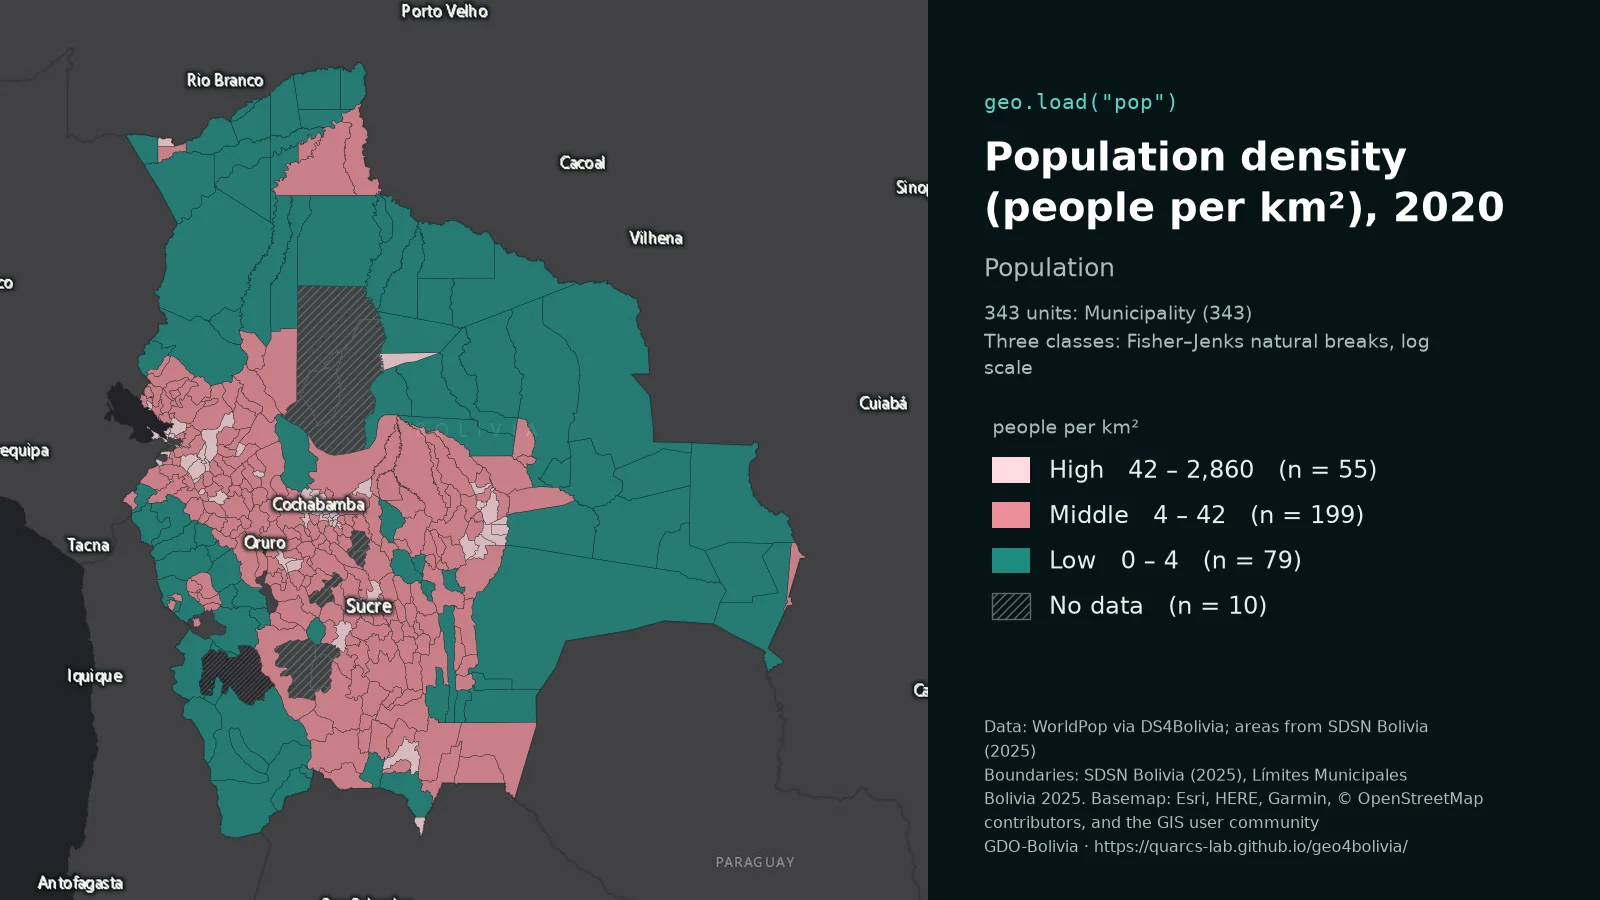 Porto Velho
Rio Branco
Cacoal
Vilhena
Cuiabá
BOLIVIA
Cochabamba
Oruro
Tacna
Sucre
Iquique
PARAGUAY
Antofagasta
geo.load("pop")
Population density
(people per km²), 2020
Population
343 units: Municipality (343)
Three classes: Fisher–Jenks natural breaks, log
scale
people per km²
High 42 – 2,860 (n = 55)
Middle 4 – 42 (n = 199)
Low 0 – 4 (n = 79)
No data (n = 10)
Data: WorldPop via DS4Bolivia; areas from SDSN Bolivia
(2025)
Boundaries: SDSN Bolivia (2025), Límites Municipales
Bolivia 2025. Basemap: Esri, HERE, Garmin, © OpenStreetMap
contributors, and the GIS user community
GDO-Bolivia · https://quarcs-lab.github.io/geo4bolivia/